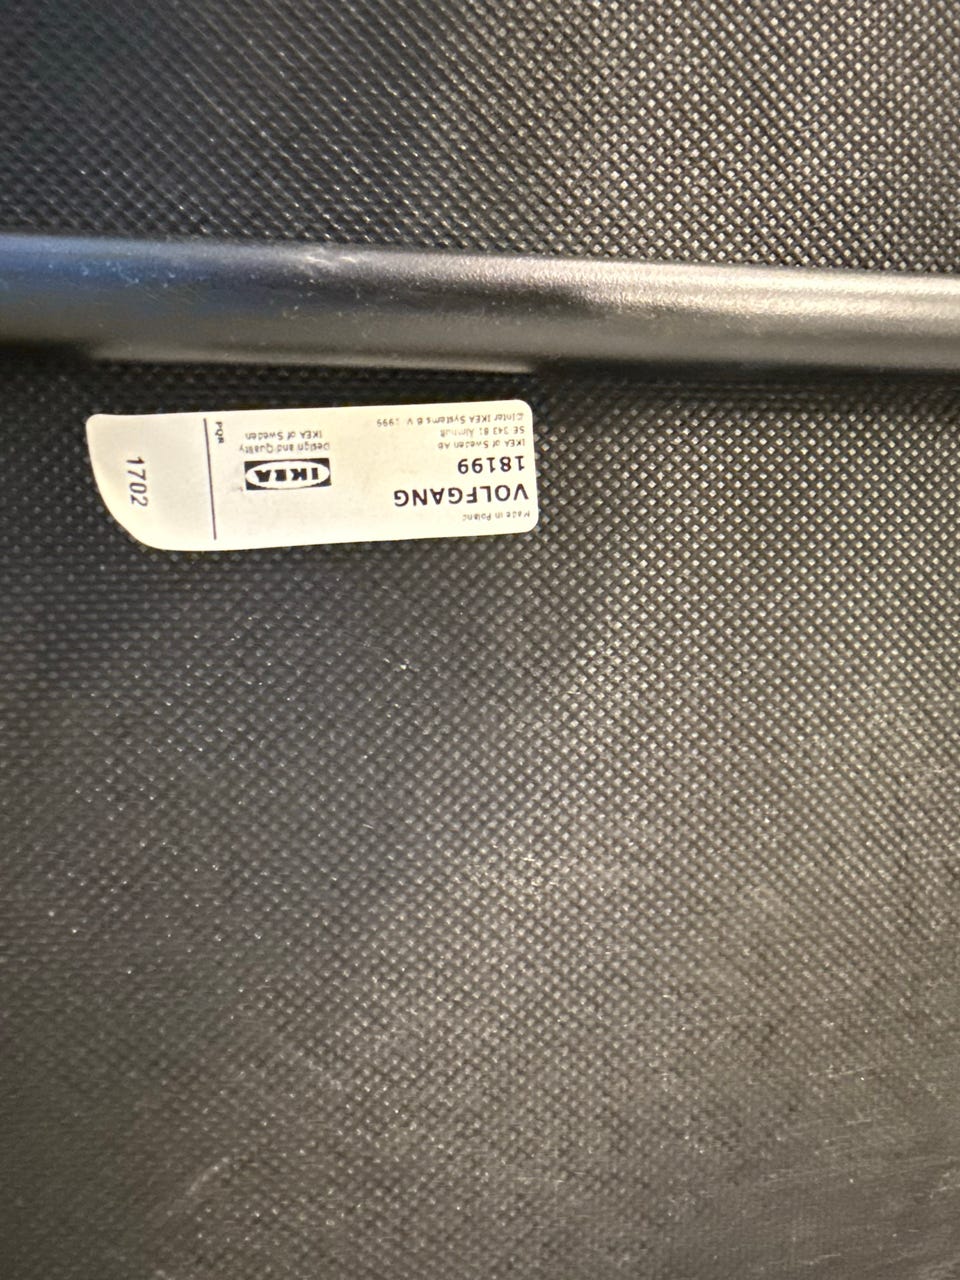 Made in Poland
VOLFGANG
18199
IKEA of Sweden AB
SE 343 81 Älmhult
©Inter IKEA Systems B.V. 1999
IKEA
Design and Quality
IKEA of Sweden
PQR
1702